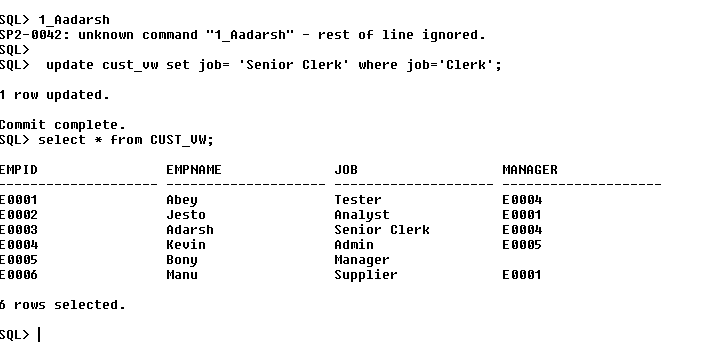 SQL> 1_Aadarsh
SP2-0042: unknown command "1_Aadarsh" - rest of line ignored.
SQL>
SQL>  update cust_vw set job= 'Senior Clerk' where job='Clerk';
1 row updated.
Commit complete.
SQL> select * from CUST_VW;
EMPID                EMPNAME              JOB                  MANAGER
-------------------- -------------------- -------------------- --------------------
E0001                Abey                 Tester               E0004
E0002                Jesto                Analyst              E0001
E0003                Adarsh               Senior Clerk         E0004
E0004                Kevin                Admin                E0005
E0005                Bony                 Manager
E0006                Manu                 Supplier             E0001
6 rows selected.
SQL>